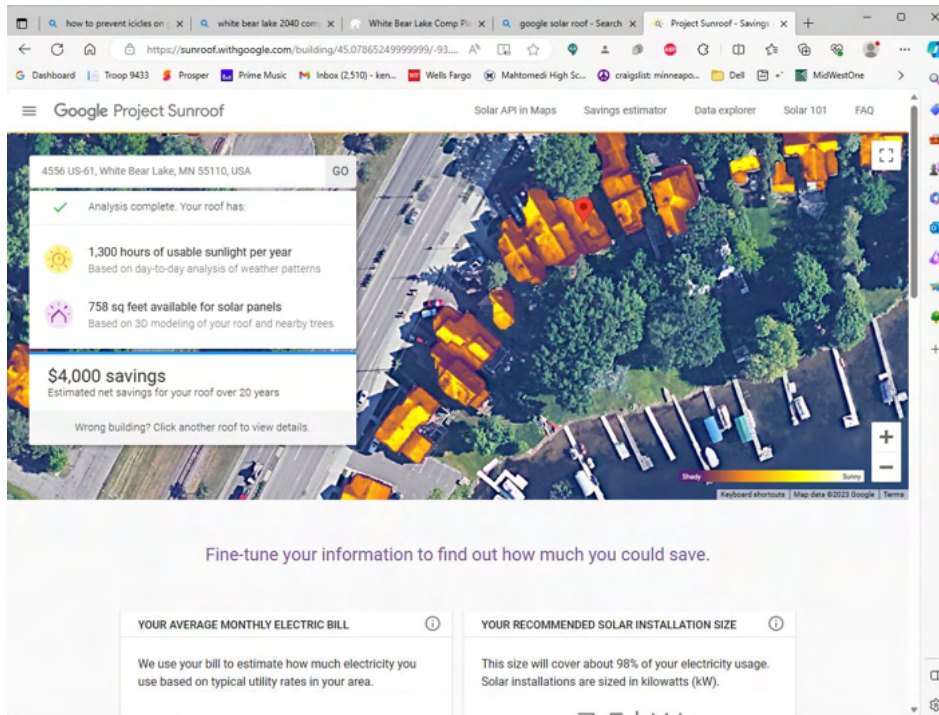 how to prevent icicles on
white bear lake 2040 com
White Bear Lake Comp Pl
google solar roof - Search
Project Sunroof - Savings
https://sunroof.withgoogle.com/building/45.07865249999999/-93....
Dashboard
Troop 9433
Prosper
Prime Music
Inbox (2,510) - ken...
Wells Fargo
Mahtomedi High Sc...
craigslist: minneapo...
Dell
MidWestOne
Google Project Sunroof
Solar API in Maps
Savings estimator
Data explorer
Solar 101
FAQ
4556 US-61, White Bear Lake, MN 55110, USA
GO
Analysis complete. Your roof has:
1,300 hours of usable sunlight per year
Based on day-to-day analysis of weather patterns
758 sq feet available for solar panels
Based on 3D modeling of your roof and nearby trees
$4,000 savings
Estimated net savings for your roof over 20 years
Wrong building? Click another roof to view details.
Shady
Sunny
Keyboard shortcuts
Map data ©2023 Google
Terms
Fine-tune your information to find out how much you could save.
YOUR AVERAGE MONTHLY ELECTRIC BILL
We use your bill to estimate how much electricity you
use based on typical utility rates in your area.
YOUR RECOMMENDED SOLAR INSTALLATION SIZE
This size will cover about 98% of your electricity usage.
Solar installations are sized in kilowatts (kW).